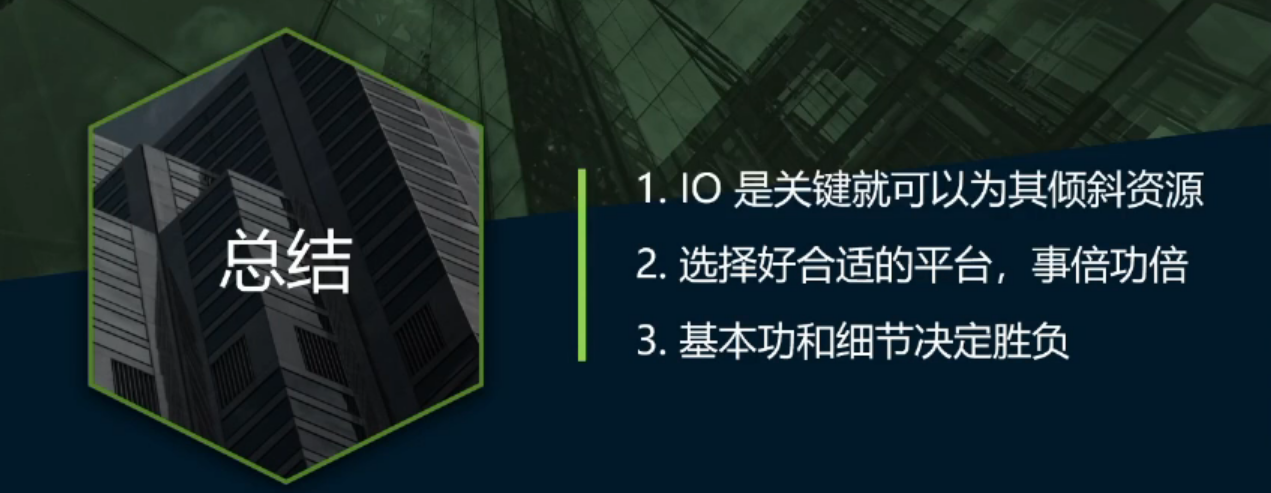 总结
1. IO 是关键就可以为其倾斜资源
2. 选择好合适的平台，事倍功倍
3. 基本功和细节决定胜负